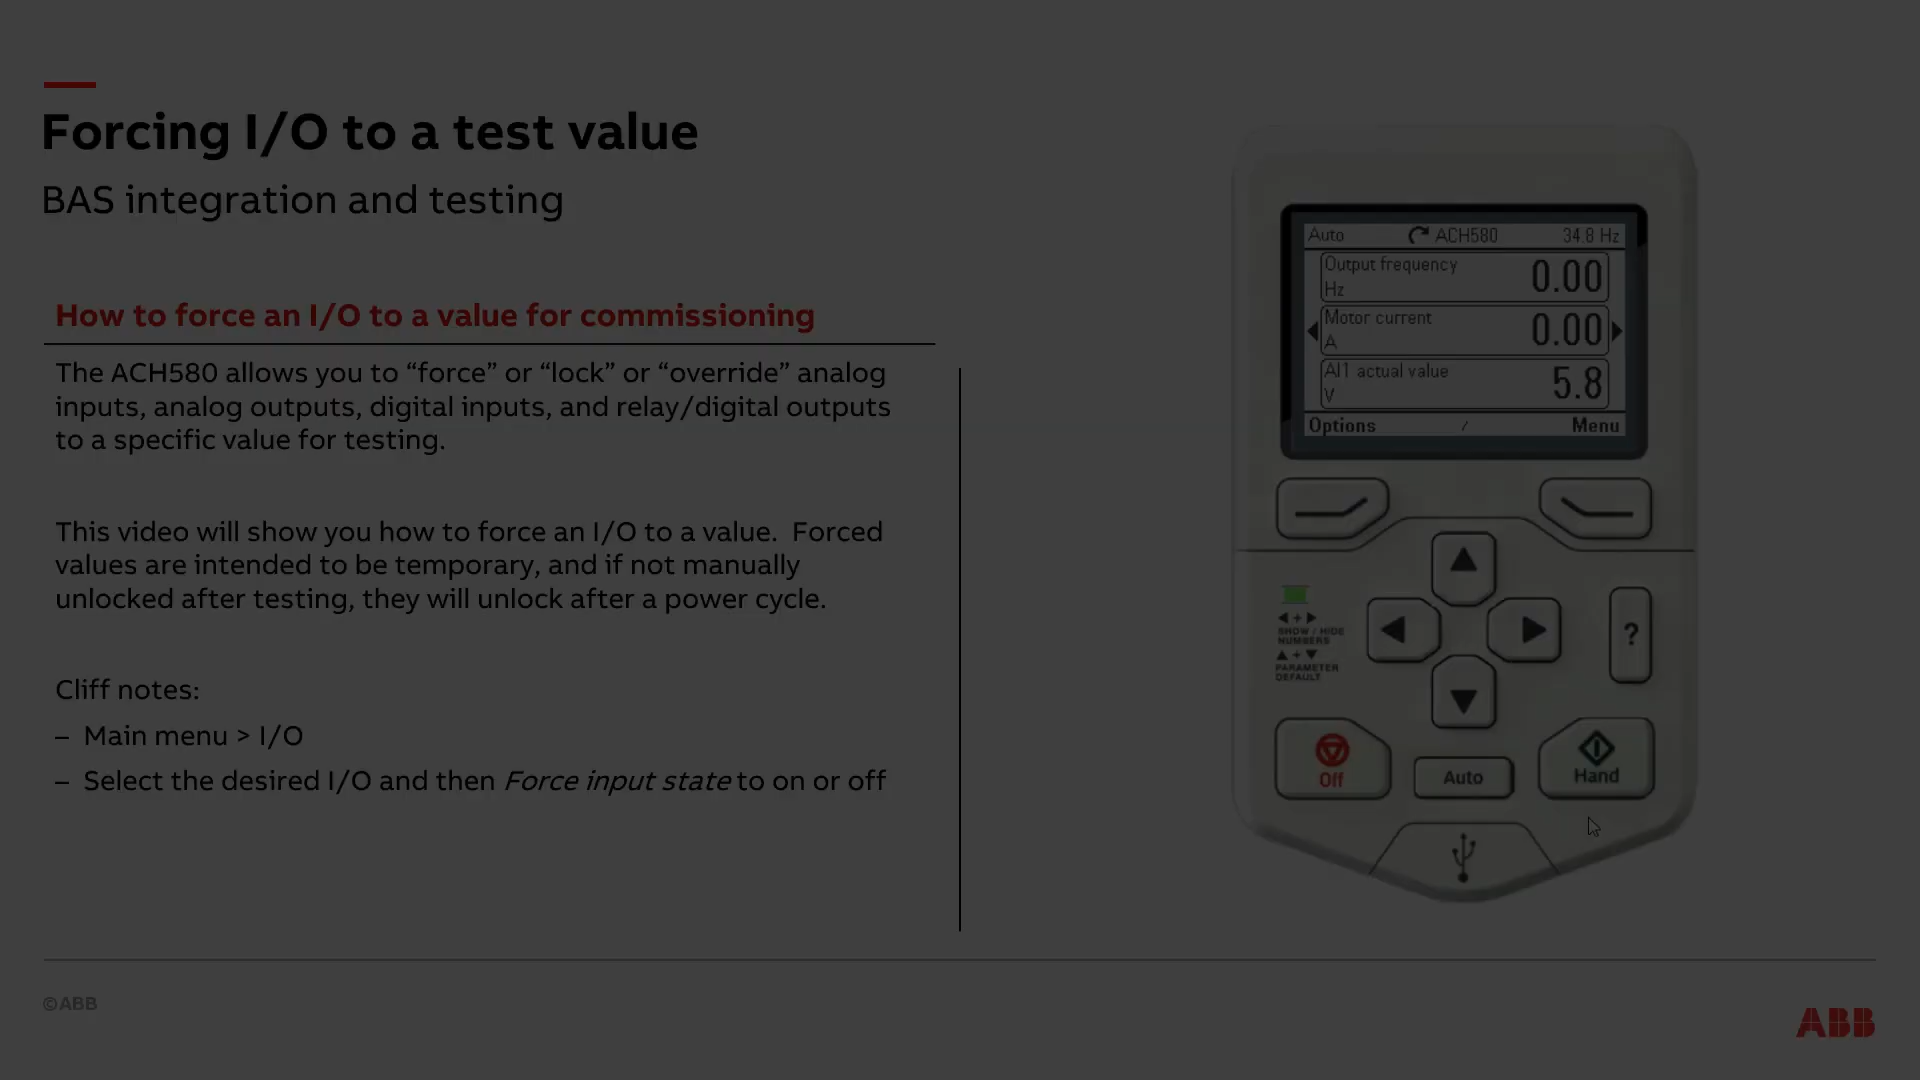 Forcing I/O to a test value
BAS integration and testing
How to force an I/O to a value for commissioning
The ACH580 allows you to “force” or “lock” or “override” analog
inputs, analog outputs, digital inputs, and relay/digital outputs
to a specific value for testing.
This video will show you how to force an I/O to a value.  Forced
values are intended to be temporary, and if not manually
unlocked after testing, they will unlock after a power cycle.
Cliff notes:
– Main menu > I/O
– Select the desired I/O and then Force input state to on or off
Auto ACH580 34.8 Hz
Output frequency
Hz 0.00
Motor current
A 0.00
AI1 actual value
V 5.8
Options Menu
◀ + ▶
SHOW / HIDE
NUMBERS
▲ + ▼
PARAMETER
DEFAULT
?
Off
Auto
Hand
©ABB
ABB